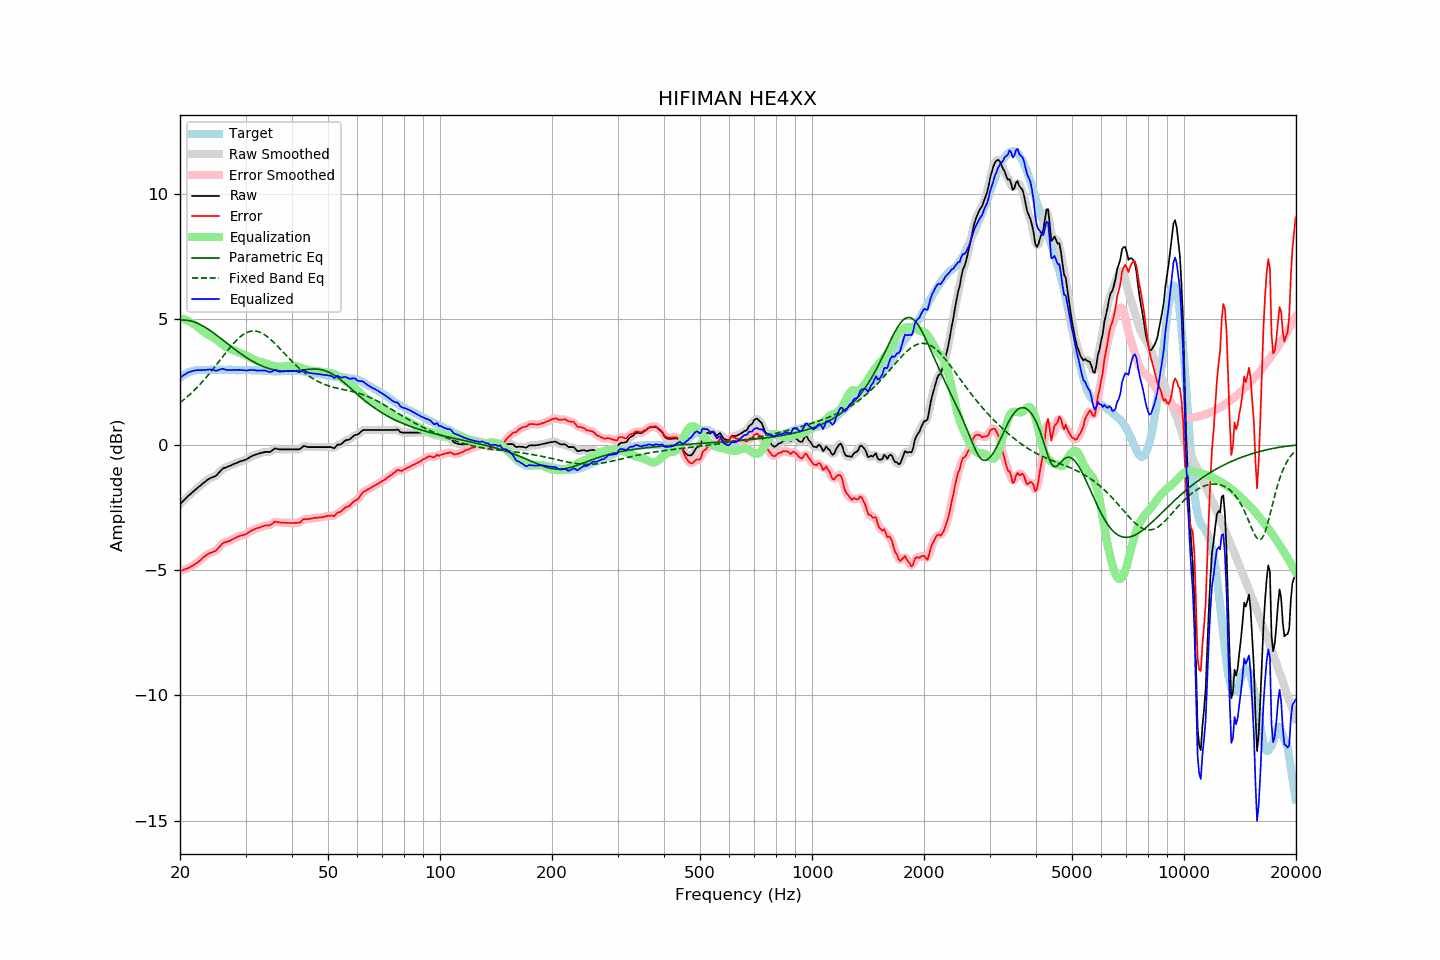 HIFIMAN HE4XX
Target
Raw Smoothed
Error Smoothed
Raw
Error
Equalization
Parametric Eq
Fixed Band Eq
Equalized
Amplitude (dBr)
10
5
0
−5
−10
−15
20 50 100 200 500 1000 2000 5000 10000 20000
Frequency (Hz)